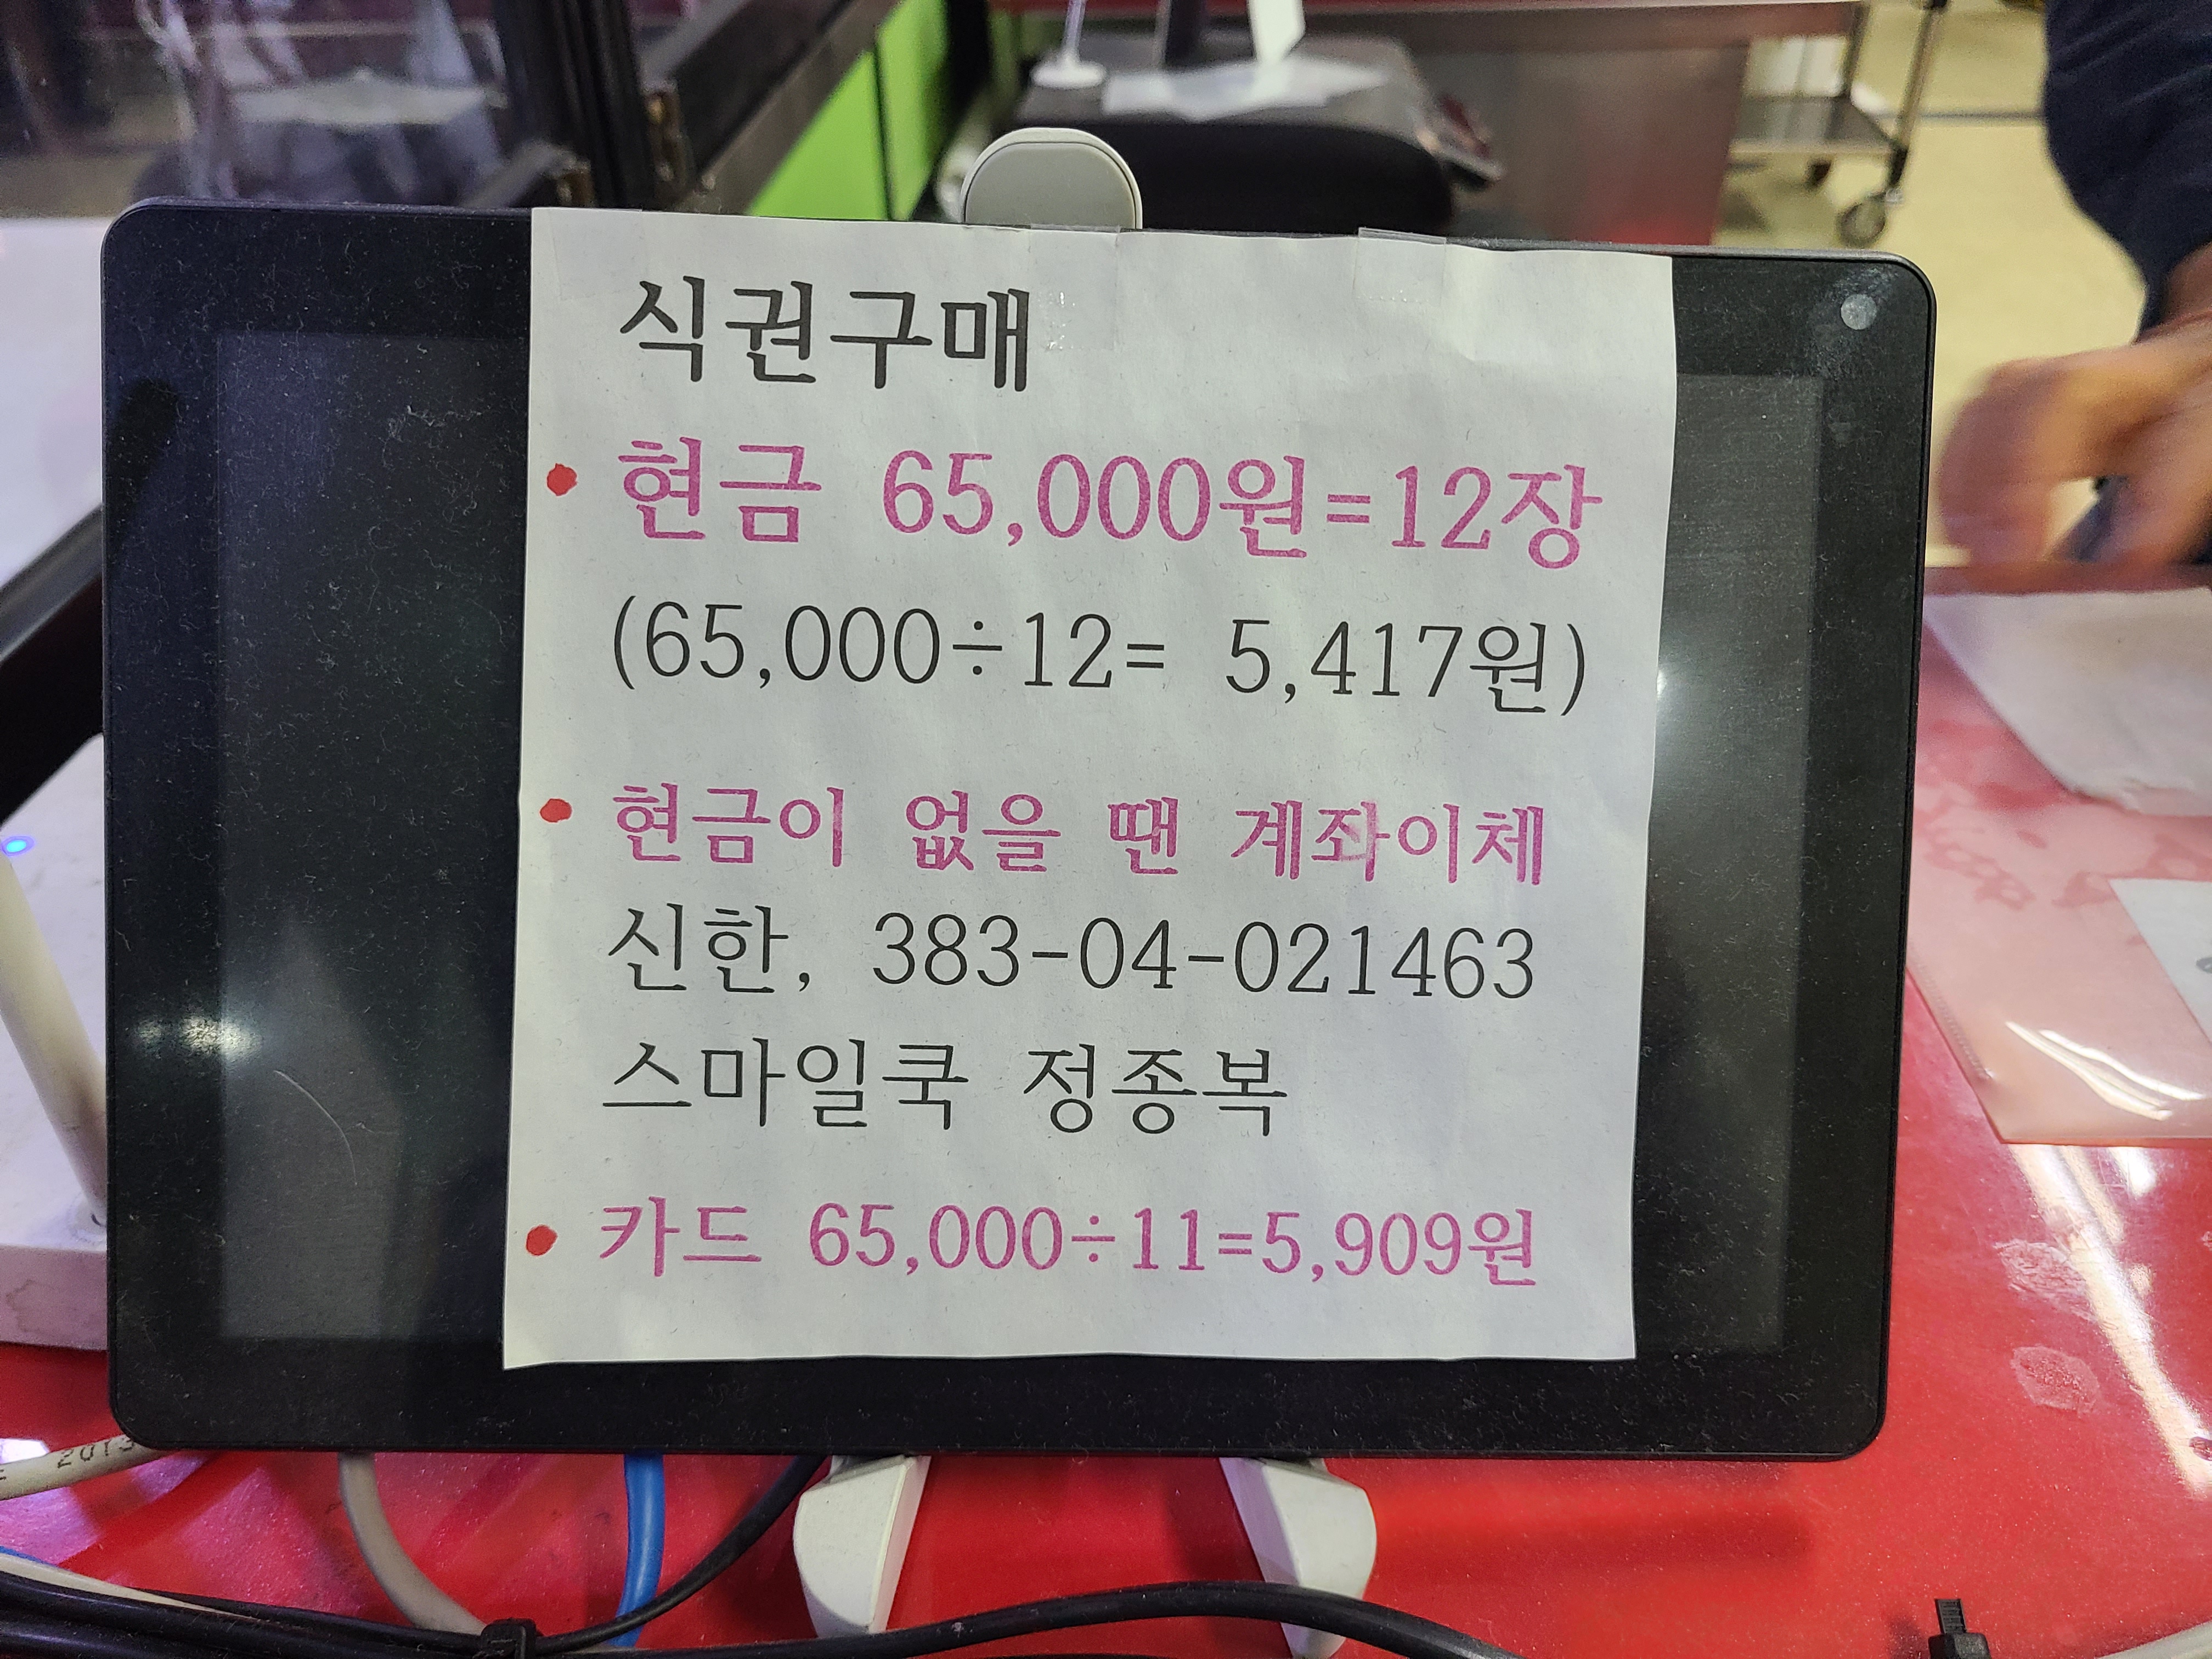 식권구매
• 현금 65,000원=12장
(65,000÷12= 5,417원)
• 현금이 없을 땐 계좌이체
신한, 383-04-021463
스마일쿡 정종복
• 카드 65,000÷11=5,909원
2013